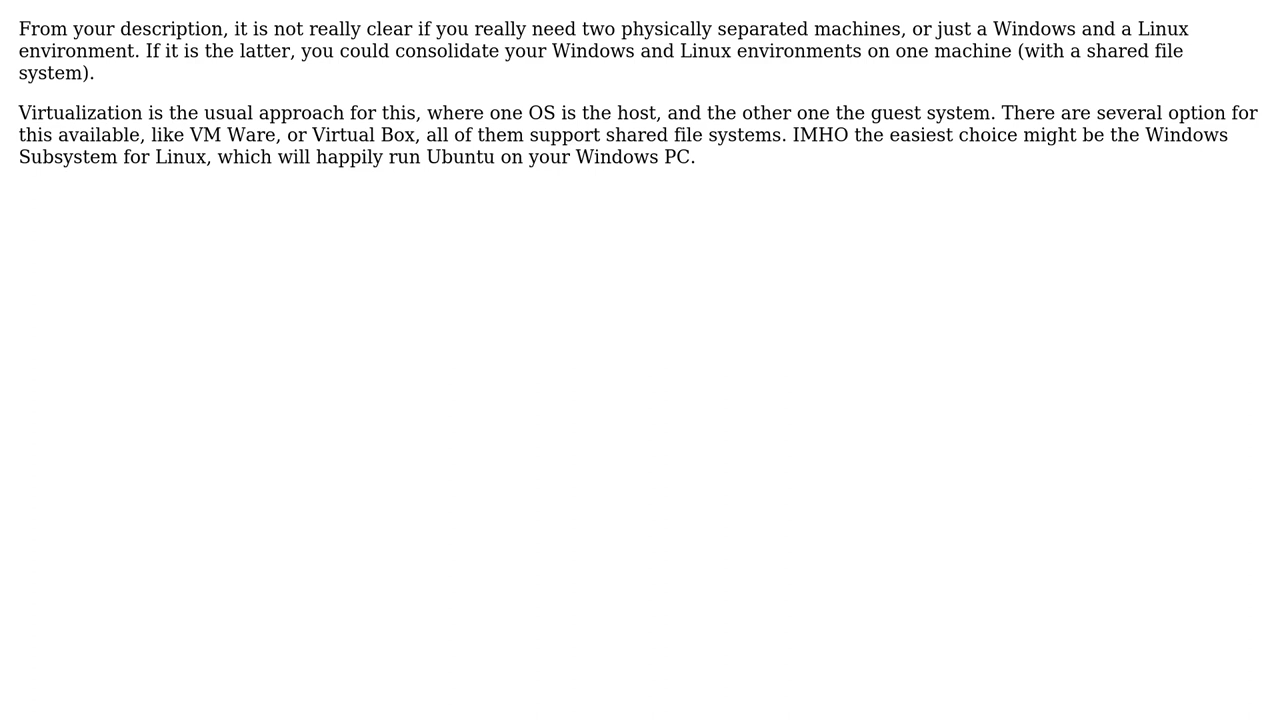 From your description, it is not really clear if you really need two physically separated machines, or just a Windows and a Linux
environment. If it is the latter, you could consolidate your Windows and Linux environments on one machine (with a shared file
system).
Virtualization is the usual approach for this, where one OS is the host, and the other one the guest system. There are several option for
this available, like VM Ware, or Virtual Box, all of them support shared file systems. IMHO the easiest choice might be the Windows
Subsystem for Linux, which will happily run Ubuntu on your Windows PC.